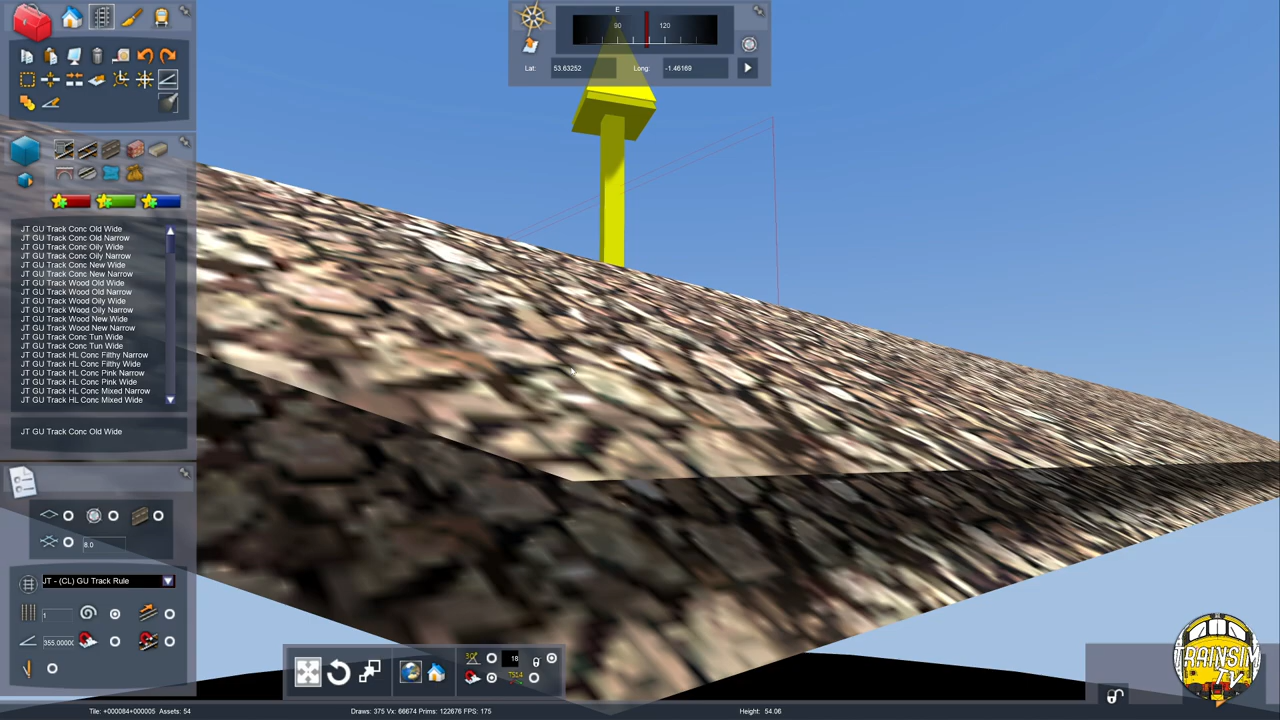 E
90 120
Lat: 53.63252 Long: -1.46169
JT GU Track Conc Old Wide
JT GU Track Conc Old Narrow
JT GU Track Conc Oily Wide
JT GU Track Conc Oily Narrow
JT GU Track Conc New Wide
JT GU Track Conc New Narrow
JT GU Track Wood Old Wide
JT GU Track Wood Old Narrow
JT GU Track Wood Oily Wide
JT GU Track Wood Oily Narrow
JT GU Track Wood New Wide
JT GU Track Wood New Narrow
JT GU Track Conc Tun Wide
JT GU Track Conc Tun Wide
JT GU Track HL Conc Filthy Narrow
JT GU Track HL Conc Filthy Wide
JT GU Track HL Conc Pink Narrow
JT GU Track HL Conc Pink Wide
JT GU Track HL Conc Mixed Narrow
JT GU Track HL Conc Mixed Wide
JT GU Track Conc Old Wide
8.0
JT - (CL) GU Track Rule
1
355.0000
18
TRAINSIM
TV
Tile: +000084+000005 Assets: 54 Draws: 375 Vx: 66674 Prims: 122676 FPS: 175 Height: 54.06